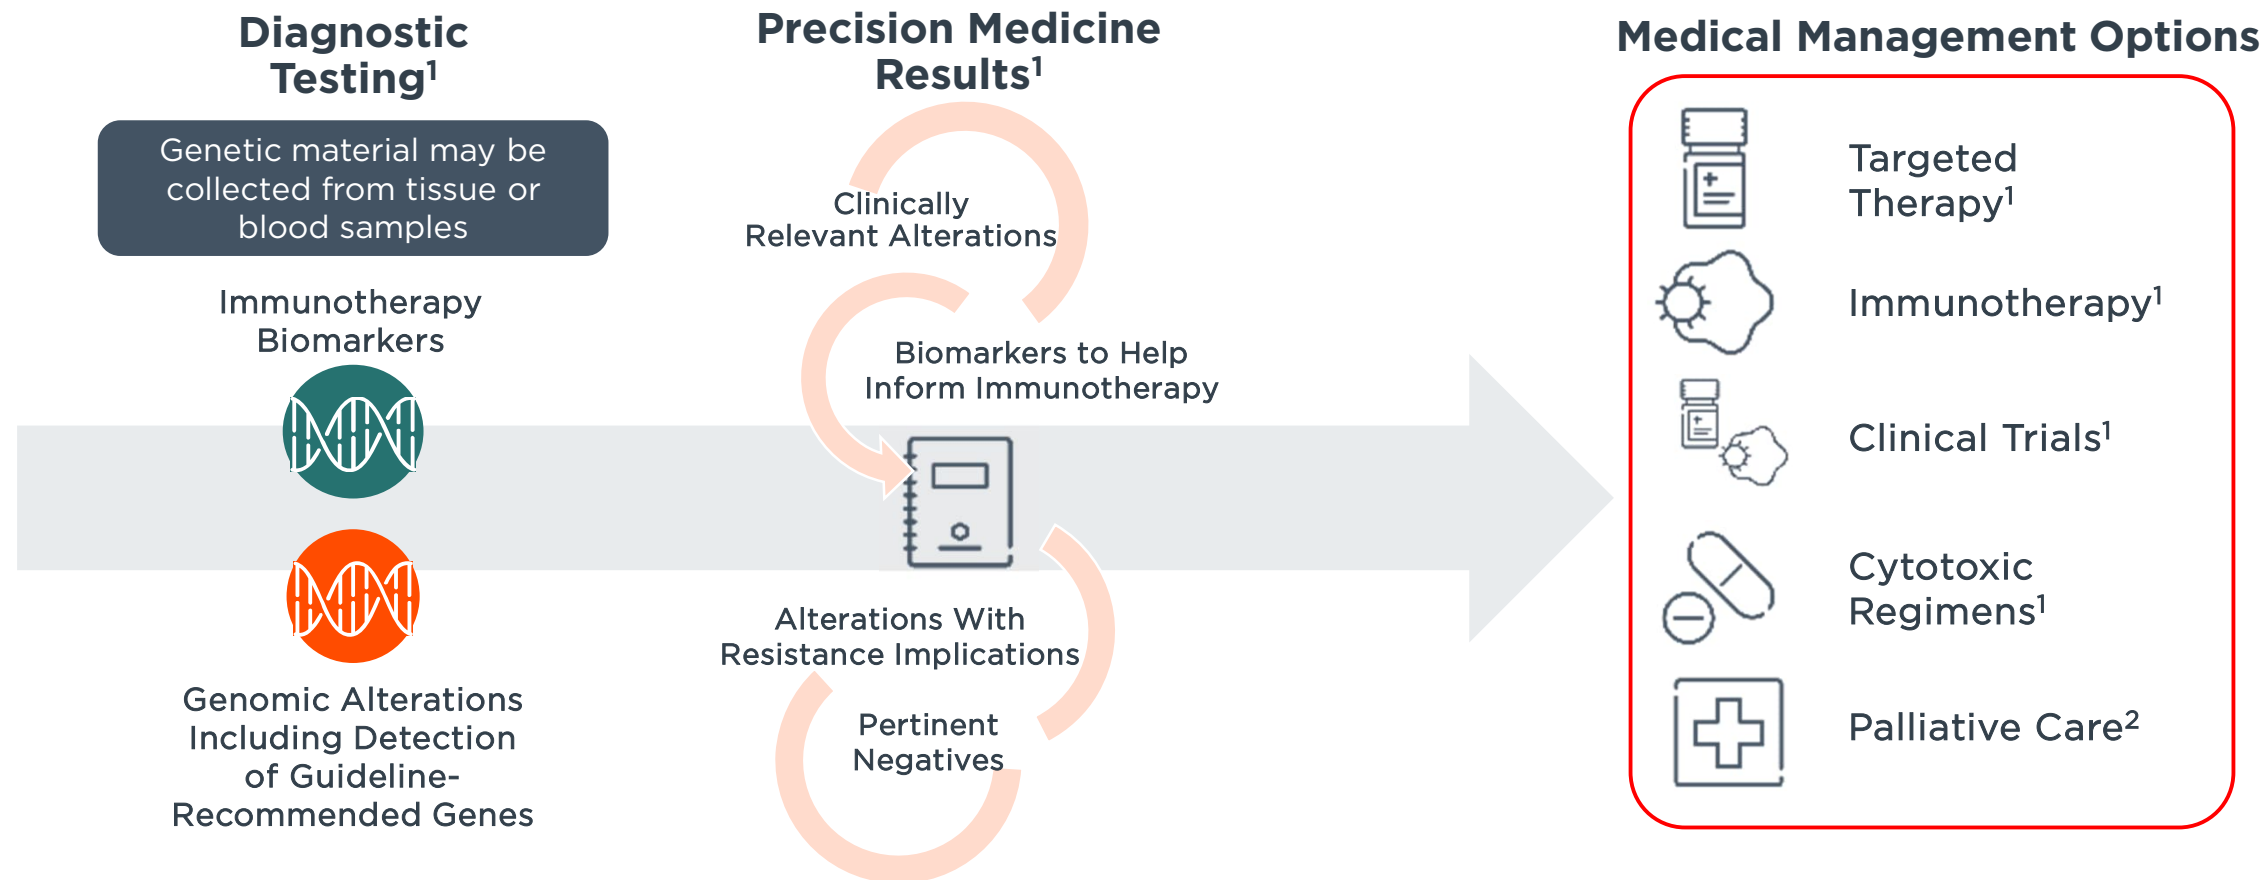 Diagnostic
Testing¹
Genetic material may be
collected from tissue or
blood samples
Immunotherapy
Biomarkers
Genomic Alterations
Including Detection
of Guideline-
Recommended Genes
Precision Medicine
Results¹
Clinically
Relevant Alterations
Biomarkers to Help
Inform Immunotherapy
Alterations With
Resistance Implications
Pertinent
Negatives
Medical Management Options
Targeted
Therapy¹
Immunotherapy¹
Clinical Trials¹
Cytotoxic
Regimens¹
Palliative Care²